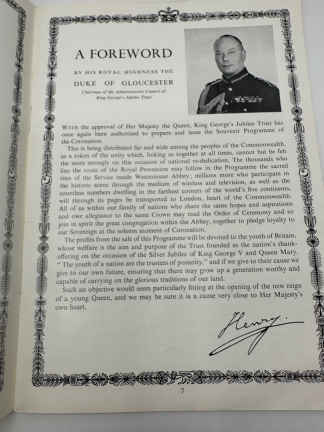 A FOREWORD
BY HIS ROYAL HIGHNESS THE
DUKE OF GLOUCESTER
Chairman of the Administrative Council of
King George's Jubilee Trust
WITH the approval of Her Majesty the Queen, King George's Jubilee Trust has
once again been authorised to prepare and issue the Souvenir Programme of
the Coronation.
This is being distributed far and wide among the peoples of the Commonwealth
as a token of the unity which, linking us together at all times, cannot but be felt
the more strongly on this occasion of national re-dedication. The thousands who
line the route of the Royal Procession may follow in the Programme the sacred
rites of the Service inside Westminster Abbey; millions more who participate in
the historic scene through the medium of wireless and television, as well as the
countless numbers dwelling in the farthest corners of the world's five continents,
will through its pages be transported to London, heart of the Commonwealth.
All of us within our family of nations who share the same hopes and aspirations
and owe allegiance to the same Crown may read the Order of Ceremony and so
join in spirit the great congregation within the Abbey, together to pledge loyalty to
our Sovereign at the solemn moment of Coronation.
The profits from the sale of this Programme will be devoted to the youth of Britain,
whose welfare is the aim and purpose of the Trust founded as the nation's thank-
offering on the occasion of the Silver Jubilee of King George V and Queen Mary.
"The youth of a nation are the trustees of posterity," and if we give to their cause we
give to our own future, ensuring that there may grow up a generation worthy and
capable of carrying on the glorious traditions of our land.
Such an objective would seem particularly fitting at the opening of the new reign
of a young Queen, and we may be sure it is a cause very close to Her Majesty's
own heart.
Henry.